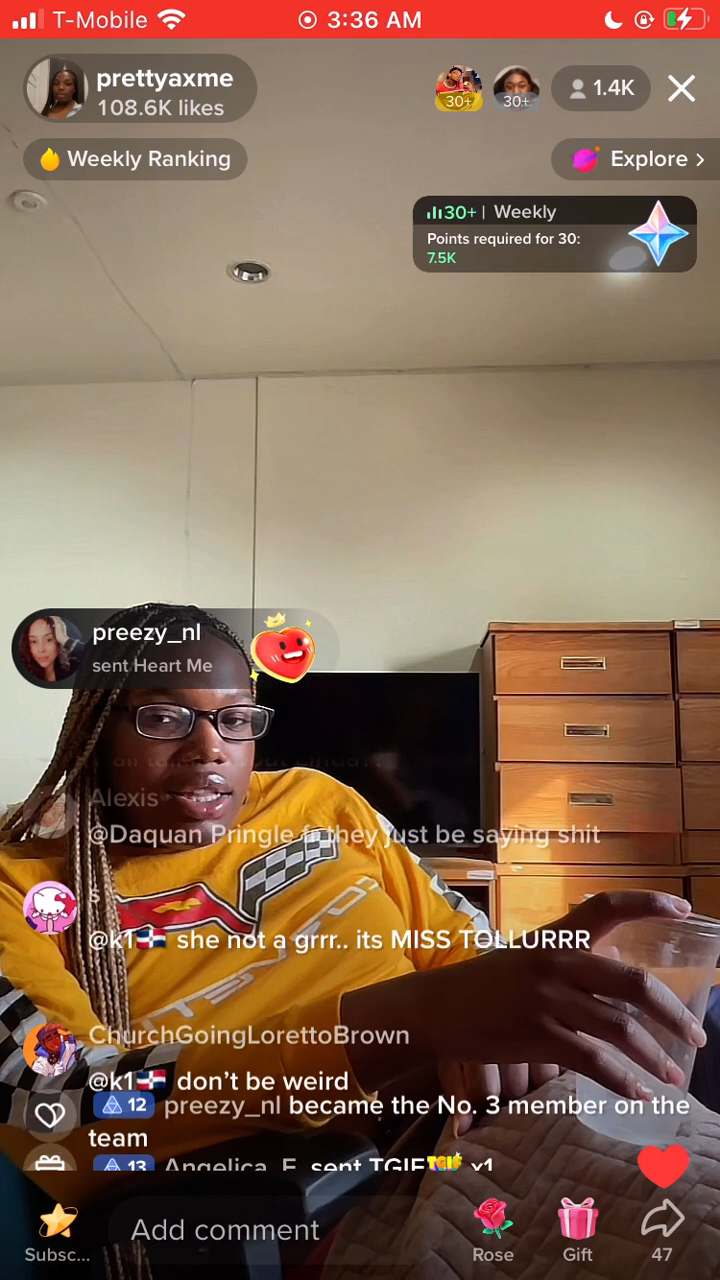 T-Mobile
3:36 AM
prettyaxme
108.6K likes
30+
30+
1.4K
Weekly Ranking
Explore
30+ | Weekly
Points required for 30:
7.5K
preezy_nl
sent Heart Me
Alexis
@Daquan Pringle fr they just be saying shit
s
@k1🇩🇴 she not a grrr.. its MISS TOLLURRR
ChurchGoingLorettoBrown
@k1🇩🇴 don't be weird
12 preezy_nl became the No. 3 member on the
team
13 Angelica. F. sent TGIF x1
Add comment
Subsc...
Rose
Gift
47